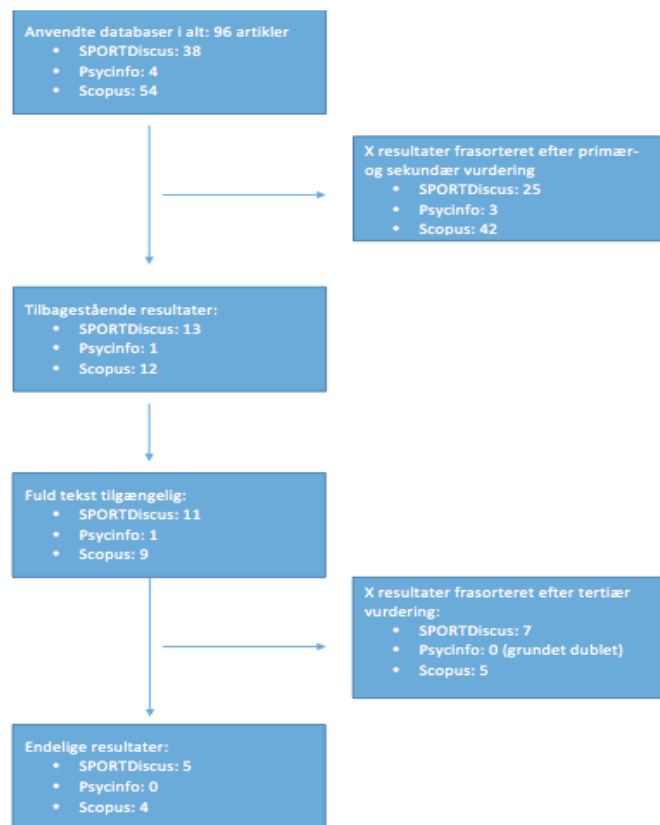 Anvendte databaser i alt: 96 artikler
• SPORTDiscus: 38
• Psycinfo: 4
• Scopus: 54
X resultater frasorteret efter primær-
og sekundær vurdering
• SPORTDiscus: 25
• Psycinfo: 3
• Scopus: 42
Tilbagestående resultater:
• SPORTDiscus: 13
• Psycinfo: 1
• Scopus: 12
Fuld tekst tilgængelig:
• SPORTDiscus: 11
• Psycinfo: 1
• Scopus: 9
X resultater frasorteret efter tertiær
vurdering:
• SPORTDiscus: 7
• Psycinfo: 0 (grundet dublet)
• Scopus: 5
Endelige resultater:
• SPORTDiscus: 5
• Psycinfo: 0
• Scopus: 4